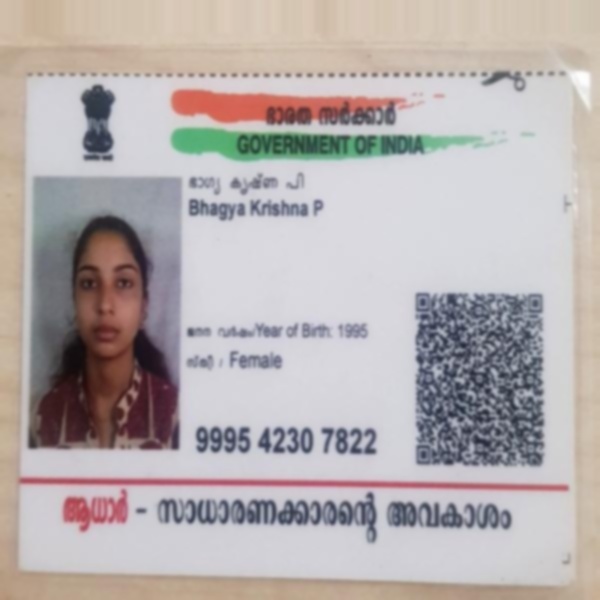 ഭാരത സർക്കാർ
GOVERNMENT OF INDIA
ഭാഗ്യ കൃഷ്ണ പി
Bhagya Krishna P
ജനന വർഷം/Year of Birth: 1995
സ്ത്രീ / Female
9995 4230 7822
ആധാർ - സാധാരണക്കാരന്റെ അവകാശം